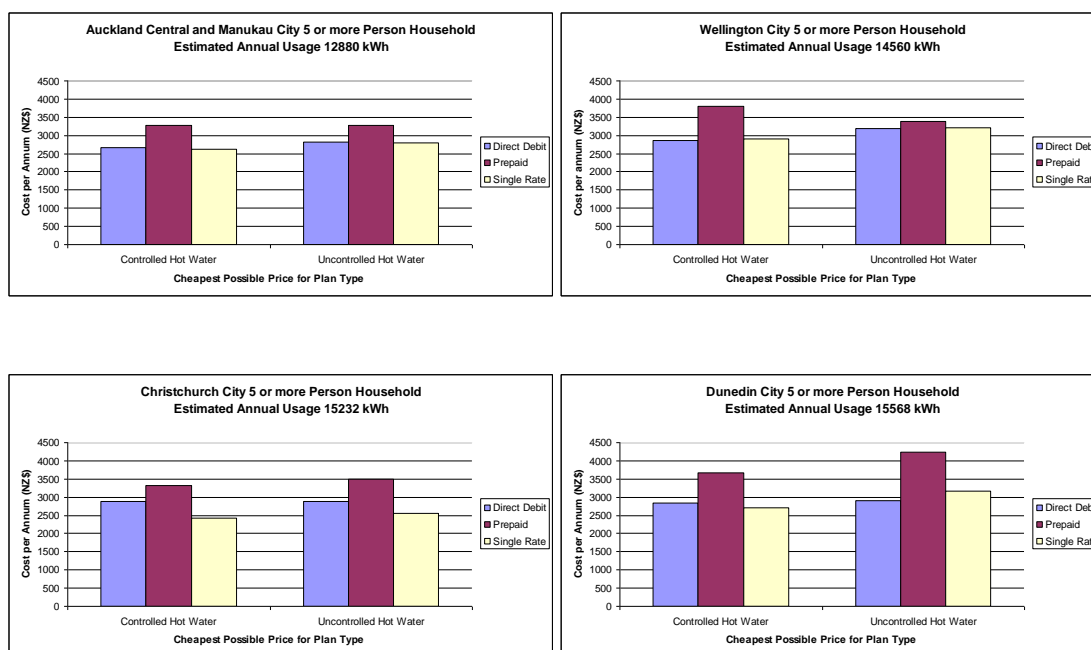 Auckland Central and Manukau City 5 or more Person Household
Estimated Annual Usage 12880 kWh
4500
4000
3500
3000
2500
2000
1500
1000
500
0
Cost per Annum (NZ$)
Controlled Hot Water
Uncontrolled Hot Water
Cheapest Possible Price for Plan Type
Direct Debit
Prepaid
Single Rate
Wellington City 5 or more Person Household
Estimated Annual Usage 14560 kWh
4500
4000
3500
3000
2500
2000
1500
1000
500
0
Cost per annum (NZ$)
Controlled Hot Water
Uncontrolled Hot Water
Cheapest Possible Price for Plan Type
Direct Deb
Prepaid
Single Rat
Christchurch City 5 or more Person Household
Estimated Annual Usage 15232 kWh
4500
4000
3500
3000
2500
2000
1500
1000
500
0
Cost per Annum (NZ$)
Controlled Hot Water
Uncontrolled Hot Water
Cheapest Possible Price for Plan Type
Direct Debit
Prepaid
Single Rate
Dunedin City 5 or more Person Household
Estimated Annual Usage 15568 kWh
4500
4000
3500
3000
2500
2000
1500
1000
500
0
Cost per Annum (NZ$)
Controlled Hot Water
Uncontrolled Hot Water
Cheapest Possible Price for Plan Type
Direct Deb
Prepaid
Single Rat